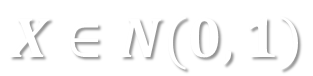 X ∈ N(0, 1)